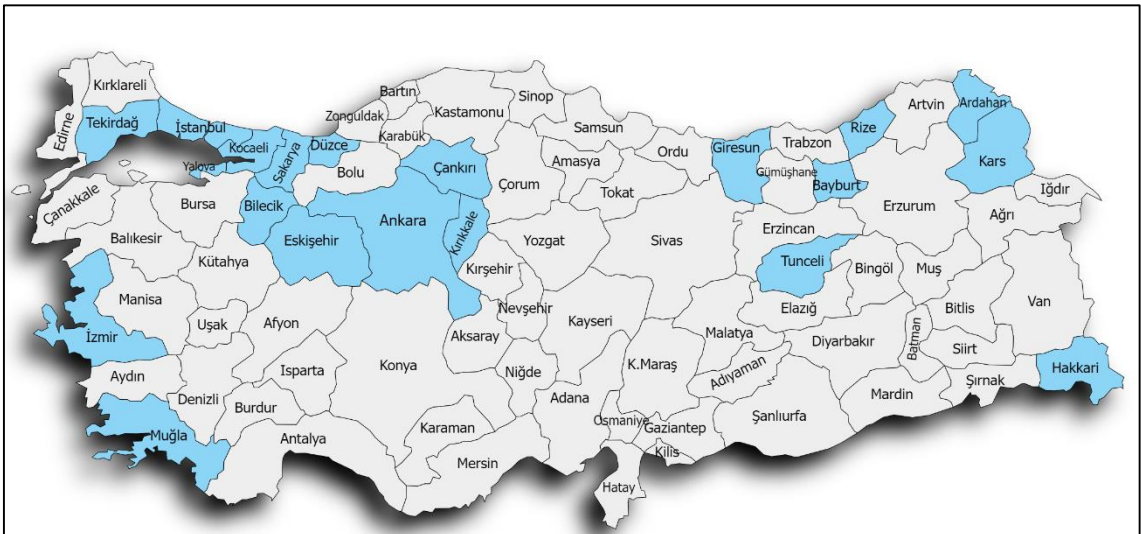 Kırklareli
Edirne
Tekirdağ
İstanbul
Kocaeli
Yalova
Sakarya
Düzce
Zonguldak
Bartın
Karabük
Kastamonu
Sinop
Samsun
Ordu
Giresun
Trabzon
Gümüşhane
Rize
Bayburt
Artvin
Ardahan
Kars
Iğdır
Çanakkale
Bursa
Bilecik
Bolu
Çankırı
Çorum
Amasya
Tokat
Erzincan
Erzurum
Ağrı
Balıkesir
Kütahya
Eskişehir
Ankara
Kırıkkale
Yozgat
Sivas
Tunceli
Bingöl
Muş
Van
Manisa
Uşak
Afyon
Kırşehir
Nevşehir
Kayseri
Malatya
Elazığ
Diyarbakır
Batman
Bitlis
Siirt
Hakkari
İzmir
Aydın
Denizli
Isparta
Burdur
Konya
Aksaray
Niğde
K.Maraş
Adıyaman
Şanlıurfa
Mardin
Şırnak
Muğla
Antalya
Karaman
Mersin
Adana
Osmaniye
Gaziantep
Kilis
Hatay